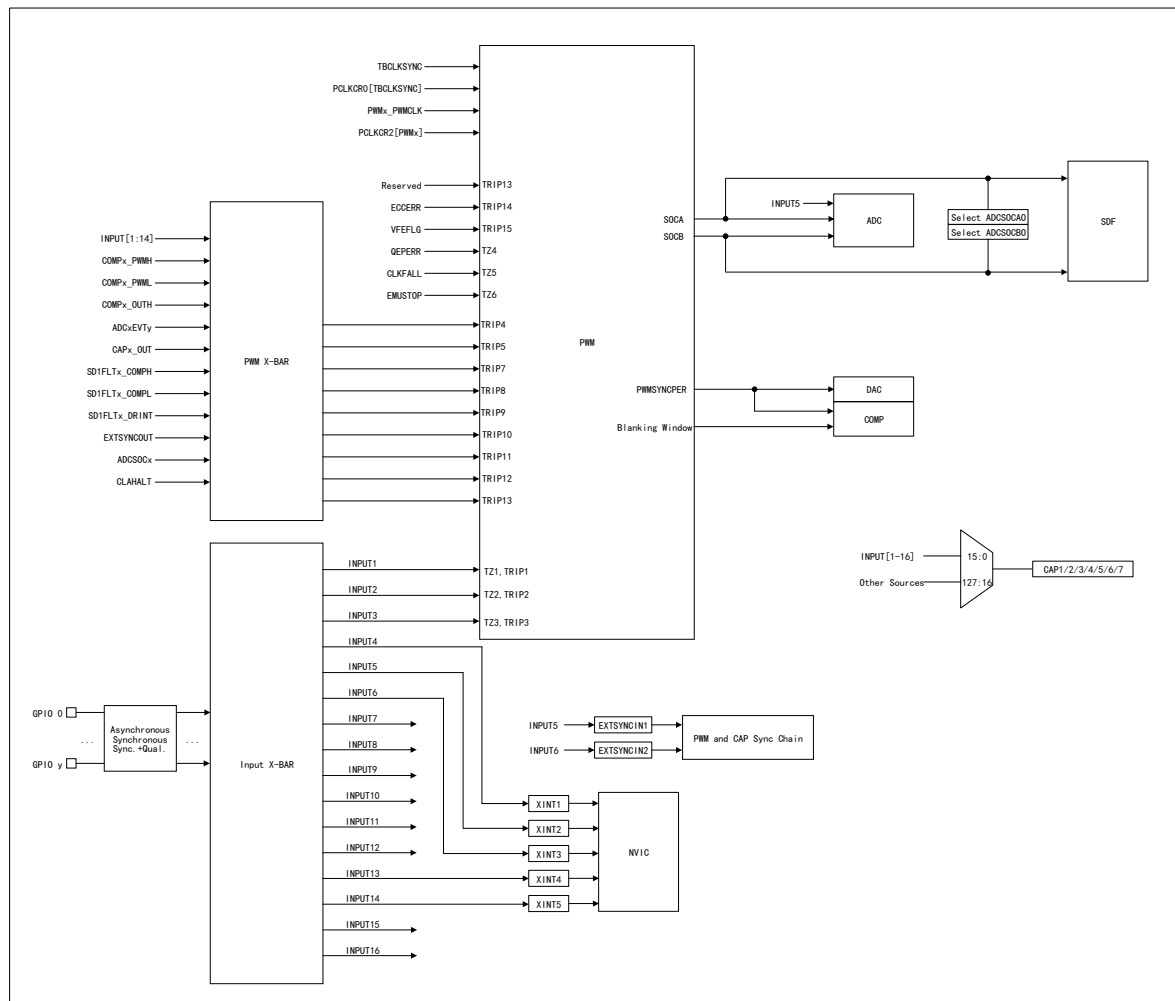 TBCLKSYNC
PCLKCR0[TBCLKSYNC]
PWMx_PWMCLK
PCLKCR2[PWMx]
Reserved
TRIP13
ECCERR
TRIP14
VFEFLG
TRIP15
QEPERR
TZ4
CLKFALL
TZ5
EMUSTOP
TZ6
INPUT[1:14]
COMPx_PWMH
COMPx_PWML
COMPx_OUTH
ADCxEVTy
CAPx_OUT
SD1FLTx_COMPH
SD1FLTx_COMPL
SD1FLTx_DRINT
EXTSYNCOUT
ADCSOCx
CLAHALT
PWM X-BAR
TRIP4
TRIP5
TRIP7
TRIP8
TRIP9
TRIP10
TRIP11
TRIP12
TRIP13
PWM
SOCA
SOCB
INPUT5
ADC
Select ADCSOCAO
Select ADCSOCBO
SDF
PWMSYNCPER
Blanking Window
DAC
COMP
INPUT[1-16]
Other Sources
15:0
127:16
CAP1/2/3/4/5/6/7
INPUT1
TZ1,TRIP1
INPUT2
TZ2,TRIP2
INPUT3
TZ3,TRIP3
INPUT4
INPUT5
INPUT6
INPUT7
INPUT8
INPUT9
INPUT10
INPUT11
INPUT12
INPUT13
INPUT14
INPUT15
INPUT16
GPIO 0
...
GPIO y
Asynchronous
Synchronous
Sync.+Qual.
...
Input X-BAR
INPUT5
EXTSYNCIN1
INPUT6
EXTSYNCIN2
PWM and CAP Sync Chain
XINT1
XINT2
XINT3
XINT4
XINT5
NVIC